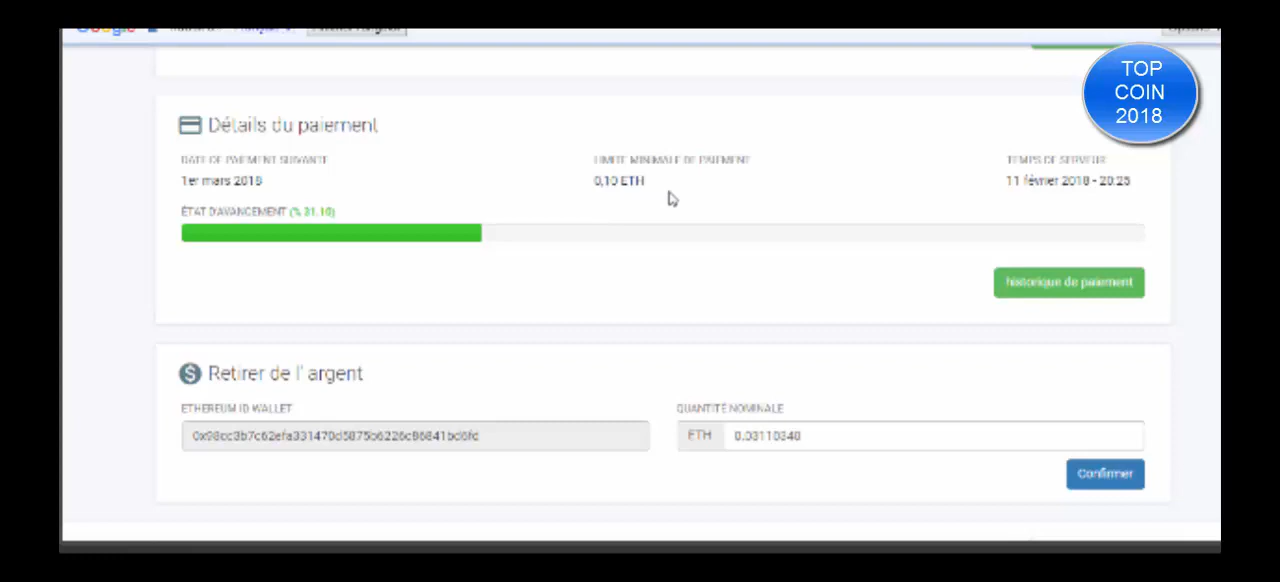 TOP
COIN
2018
Détails du paiement
DATE DE PAIEMENT SUIVANTE
LIMITE MINIMALE DE PAIEMENT
TEMPS DE SERVEUR
1er mars 2018
0,10 ETH
11 février 2018 - 20:25
ÉTAT D'AVANCEMENT (% 31.10)
historique de paiement
Retirer de l' argent
ETHEREUM ID WALLET
QUANTITÉ NOMINALE
ETH
0.03110340
Confirmer